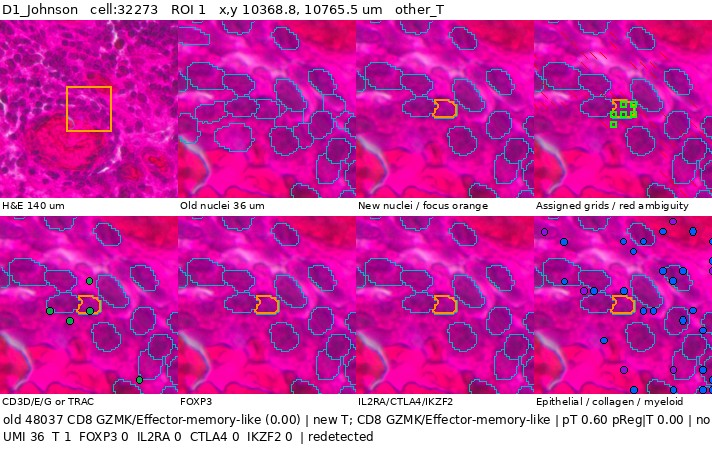 D1_Johnson cell:32273 ROI 1 x,y 10368.8, 10765.5 um other_T
H&E 140 um
Old nuclei 36 um
New nuclei / focus orange
Assigned grids / red ambiguity
CD3D/E/G or TRAC
FOXP3
IL2RA/CTLA4/IKZF2
Epithelial / collagen / myeloid
old 48037 CD8 GZMK/Effector-memory-like (0.00) | new T; CD8 GZMK/Effector-memory-like | pT 0.60 pReg|T 0.00 | no
UMI 36 T 1 FOXP3 0 IL2RA 0 CTLA4 0 IKZF2 0 | redetected